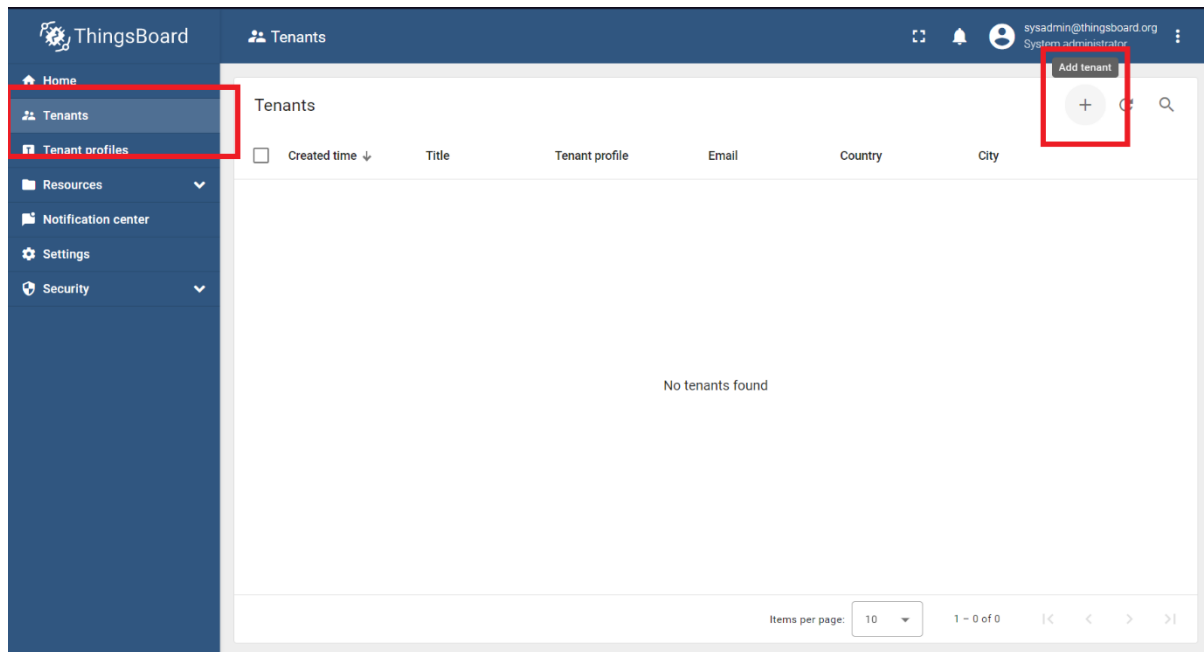 ThingsBoard
Tenants
sysadmin@thingsboard.org
System administrator
Add tenant
Home
Tenants
Tenant profiles
Resources
Notification center
Settings
Security
Tenants
Created time Title Tenant profile Email Country City
No tenants found
Items per page: 10 1 – 0 of 0